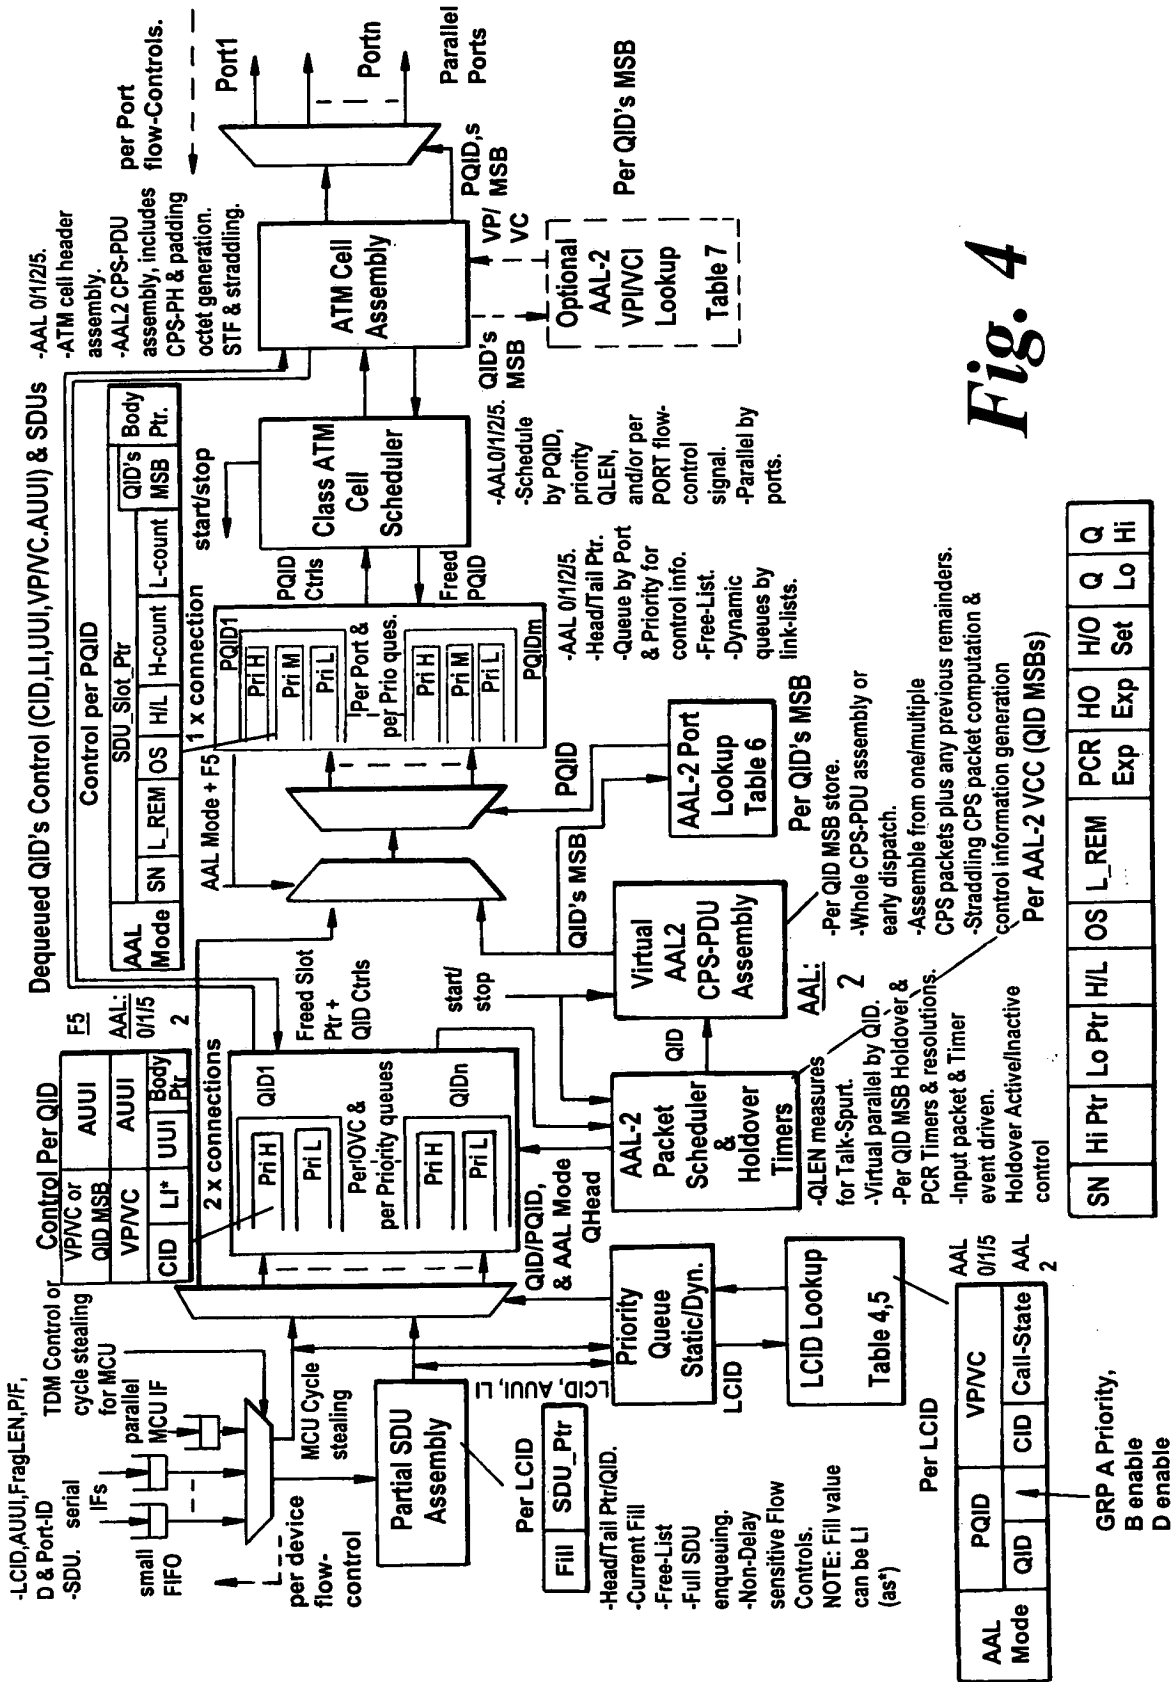 -LCID,AUUI,FragLEN,P/F,
D & Port-ID
-SDU. serial
IFs
small
FIFO
TDM Control or
cycle stealing
for MCU
parallel
MCU IF
per device
flow-
control
MCU Cycle
stealing
Partial SDU
Assembly
Per LCID
Fill SDU_Ptr
-Head/Tail Ptr/QID.
-Current Fill
-Free-List
-Full SDU
enqueuing.
-Non-Delay
sensitive Flow
Controls.
NOTE: Fill value
can be LI
(as*)
LCID, AUUI, LI
Priority
Queue
Static/Dyn.
LCID
LCID Lookup
Table 4,5
Per LCID
AAL
Mode
PQID VP/VC
QID CID Call-State
AAL
0/1/5
AAL
2
GRP A Priority,
B enable
D enable
Control Per QID
VP/VC or
QID MSB
AUUI
VP/VC AUUI
CID LI* UUI Body
Ptr
F5
AAL:
0/1/5
2
2 x connections
QID1
Pri H
Pri L
Per OVC &
per Priority queues
Pri H
Pri L
QIDn
QID/PQID,
& AAL Mode
QHead
Freed Slot
Ptr +
QID Ctrls
start/
stop
AAL-2
Packet
Scheduler
&
Holdover
Timers
-QLEN measures
for Talk-Spurt.
-Virtual parallel by QID.
-Per QID MSB Holdover &
PCR Timers & resolutions.
-Input packet & Timer
event driven.
Holdover Active/Inactive
control
QID
Virtual
AAL2
CPS-PDU
Assembly
AAL:
2
-Per QID MSB store.
-Whole CPS-PDU assembly or
early dispatch.
-Assemble from one/multiple
CPS packets plus any previous remainders.
-Straddling CPS packet computation &
control information generation
Per AAL-2 VCC (QID MSBs)
SN Hi Ptr Lo Ptr H/L OS L_REM PCR
Exp HO
Exp H/O
Set Q
Lo Q
Hi
Dequeued QID's Control (CID,LI,UUI,VP/VC.AUUI) & SDUs
Control per PQID
AAL
Mode
SDU_Slot_Ptr
SN L_REM OS H/L H-count L-count
QID's
MSB
Body
Ptr.
AAL Mode + F5
1 x connection
QID's MSB
PQID
AAL-2 Port
Lookup
Table 6
Per QID's MSB
PQID1
Pri H
Pri M
Pri L
Per Port &
per Prio ques.
Pri H
Pri M
Pri L
PQIDm
-AAL 0/1/2/5.
-Head/Tail Ptr.
-Queue by Port
& Priority for
control info.
-Free-List.
-Dynamic
queues by
link-lists.
start/stop
PQID
Ctrls
Freed
PQID
Class ATM
Cell
Scheduler
-AAL0/1/2/5.
-Schedule
by PQID,
priority
QLEN,
and/or per
PORT flow-
control
signal.
-Parallel by
ports.
-AAL 0/1/2/5.
-ATM cell header
assembly.
-AAL2 CPS-PDU
assembly, includes
CPS-PH & padding
octet generation.
STF & straddling.
ATM Cell
Assembly
QID's
MSB
VP/
VC
Optional
AAL-2
VPI/VCI
Lookup
Table 7
Per QID's MSB
PQID,s
MSB
per Port
flow-Controls.
Port1
Portn
Parallel
Ports
Fig. 4